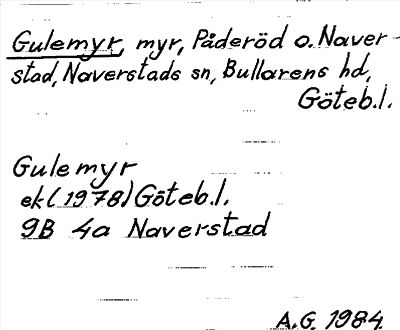 Gulemyr, myr, Påderöd o. Naver-
stad, Naverstads sn, Bullarens hd,
Göteb.l.
Gulemyr
ek (1978) Göteb.l.
9B 4a Naverstad
A.G. 1984.